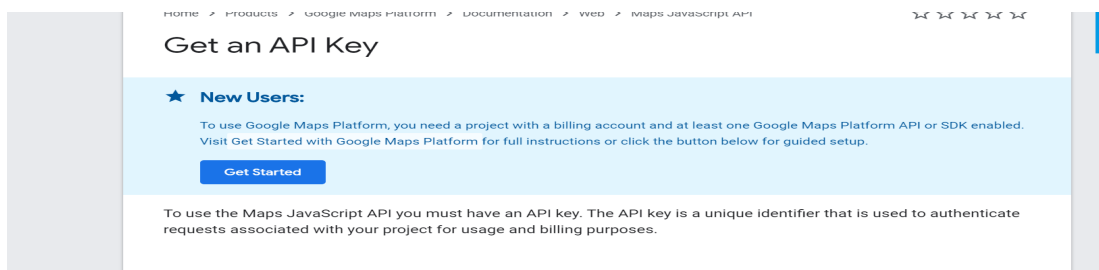 Home > Products > Google Maps Platform > Documentation > Web > Maps JavaScript API
Get an API Key
New Users:
To use Google Maps Platform, you need a project with a billing account and at least one Google Maps Platform API or SDK enabled.
Visit Get Started with Google Maps Platform for full instructions or click the button below for guided setup.
Get Started
To use the Maps JavaScript API you must have an API key. The API key is a unique identifier that is used to authenticate
requests associated with your project for usage and billing purposes.